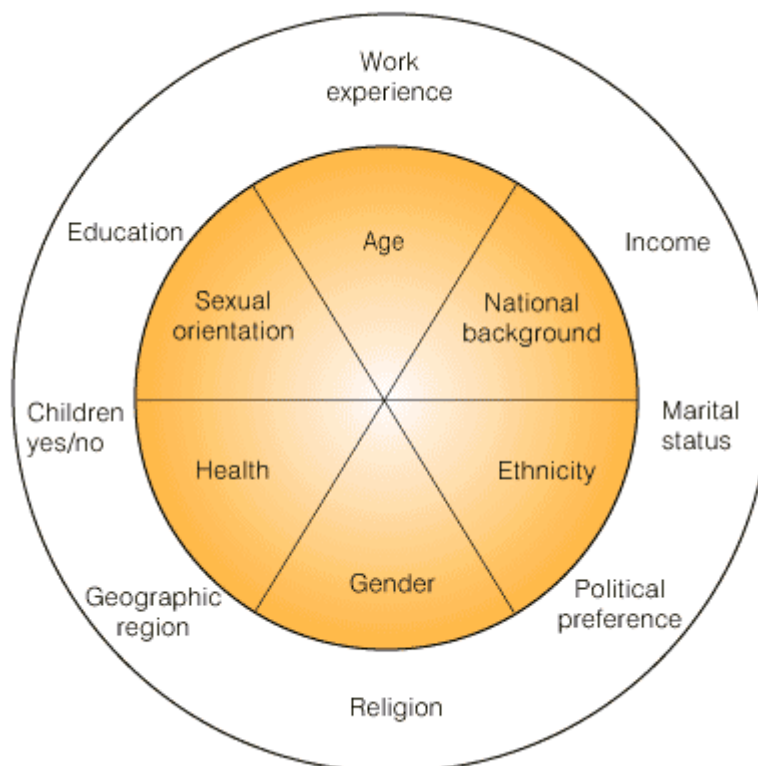 Work
experience
Education
Income
Age
Sexual
orientation
National
background
Children
yes/no
Marital
status
Health
Ethnicity
Geographic
region
Gender
Political
preference
Religion